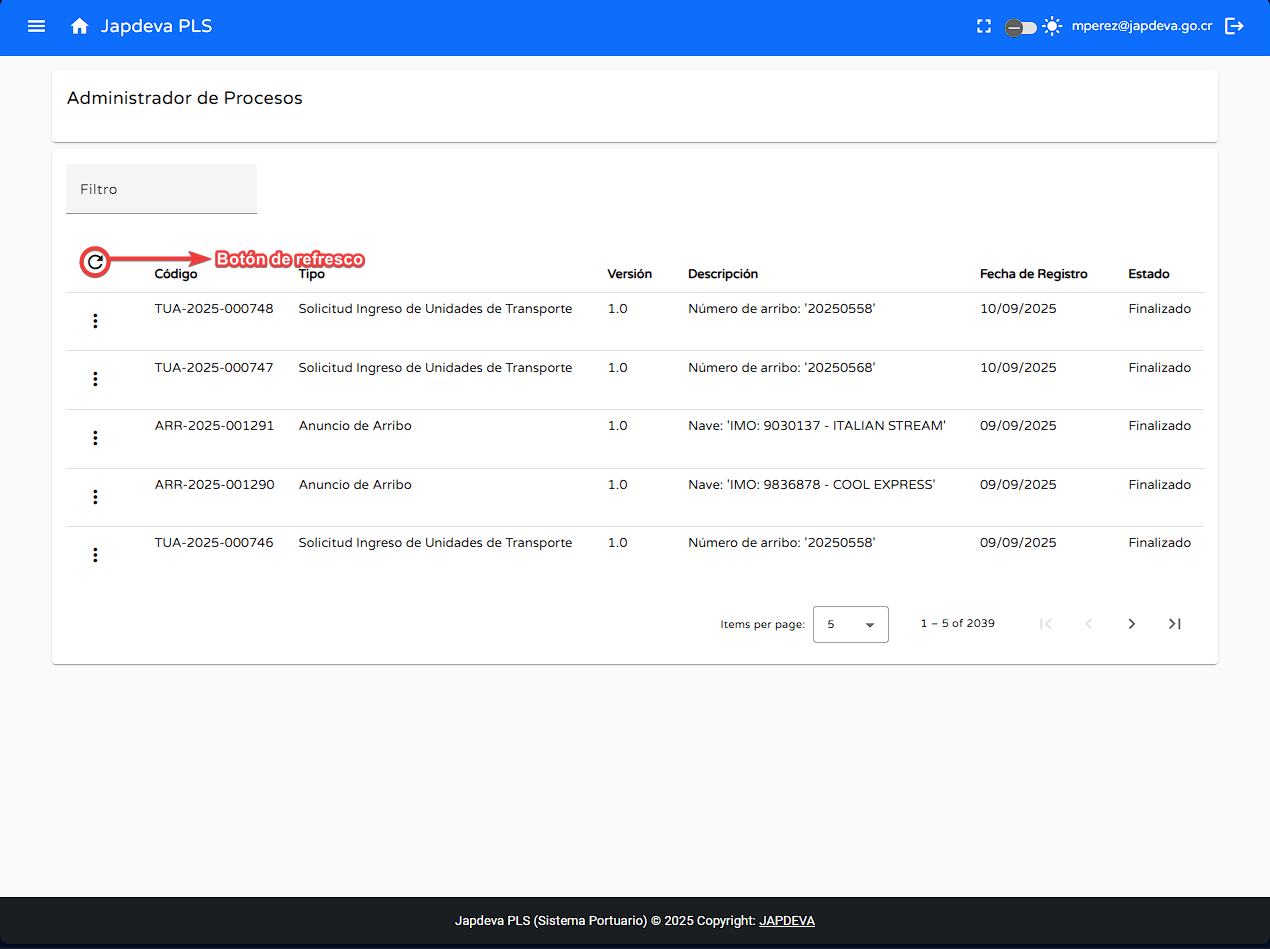 Japdeva PLS
mperez@japdeva.go.cr
Administrador de Procesos
Filtro
Botón de refresco
Código Tipo Versión Descripción Fecha de Registro Estado
TUA-2025-000748 Solicitud Ingreso de Unidades de Transporte 1.0 Número de arribo: '20250558' 10/09/2025 Finalizado
TUA-2025-000747 Solicitud Ingreso de Unidades de Transporte 1.0 Número de arribo: '20250568' 10/09/2025 Finalizado
ARR-2025-001291 Anuncio de Arribo 1.0 Nave: 'IMO: 9030137 - ITALIAN STREAM' 09/09/2025 Finalizado
ARR-2025-001290 Anuncio de Arribo 1.0 Nave: 'IMO: 9836878 - COOL EXPRESS' 09/09/2025 Finalizado
TUA-2025-000746 Solicitud Ingreso de Unidades de Transporte 1.0 Número de arribo: '20250558' 09/09/2025 Finalizado
Items per page: 5 1 – 5 of 2039
Japdeva PLS (Sistema Portuario) © 2025 Copyright: JAPDEVA